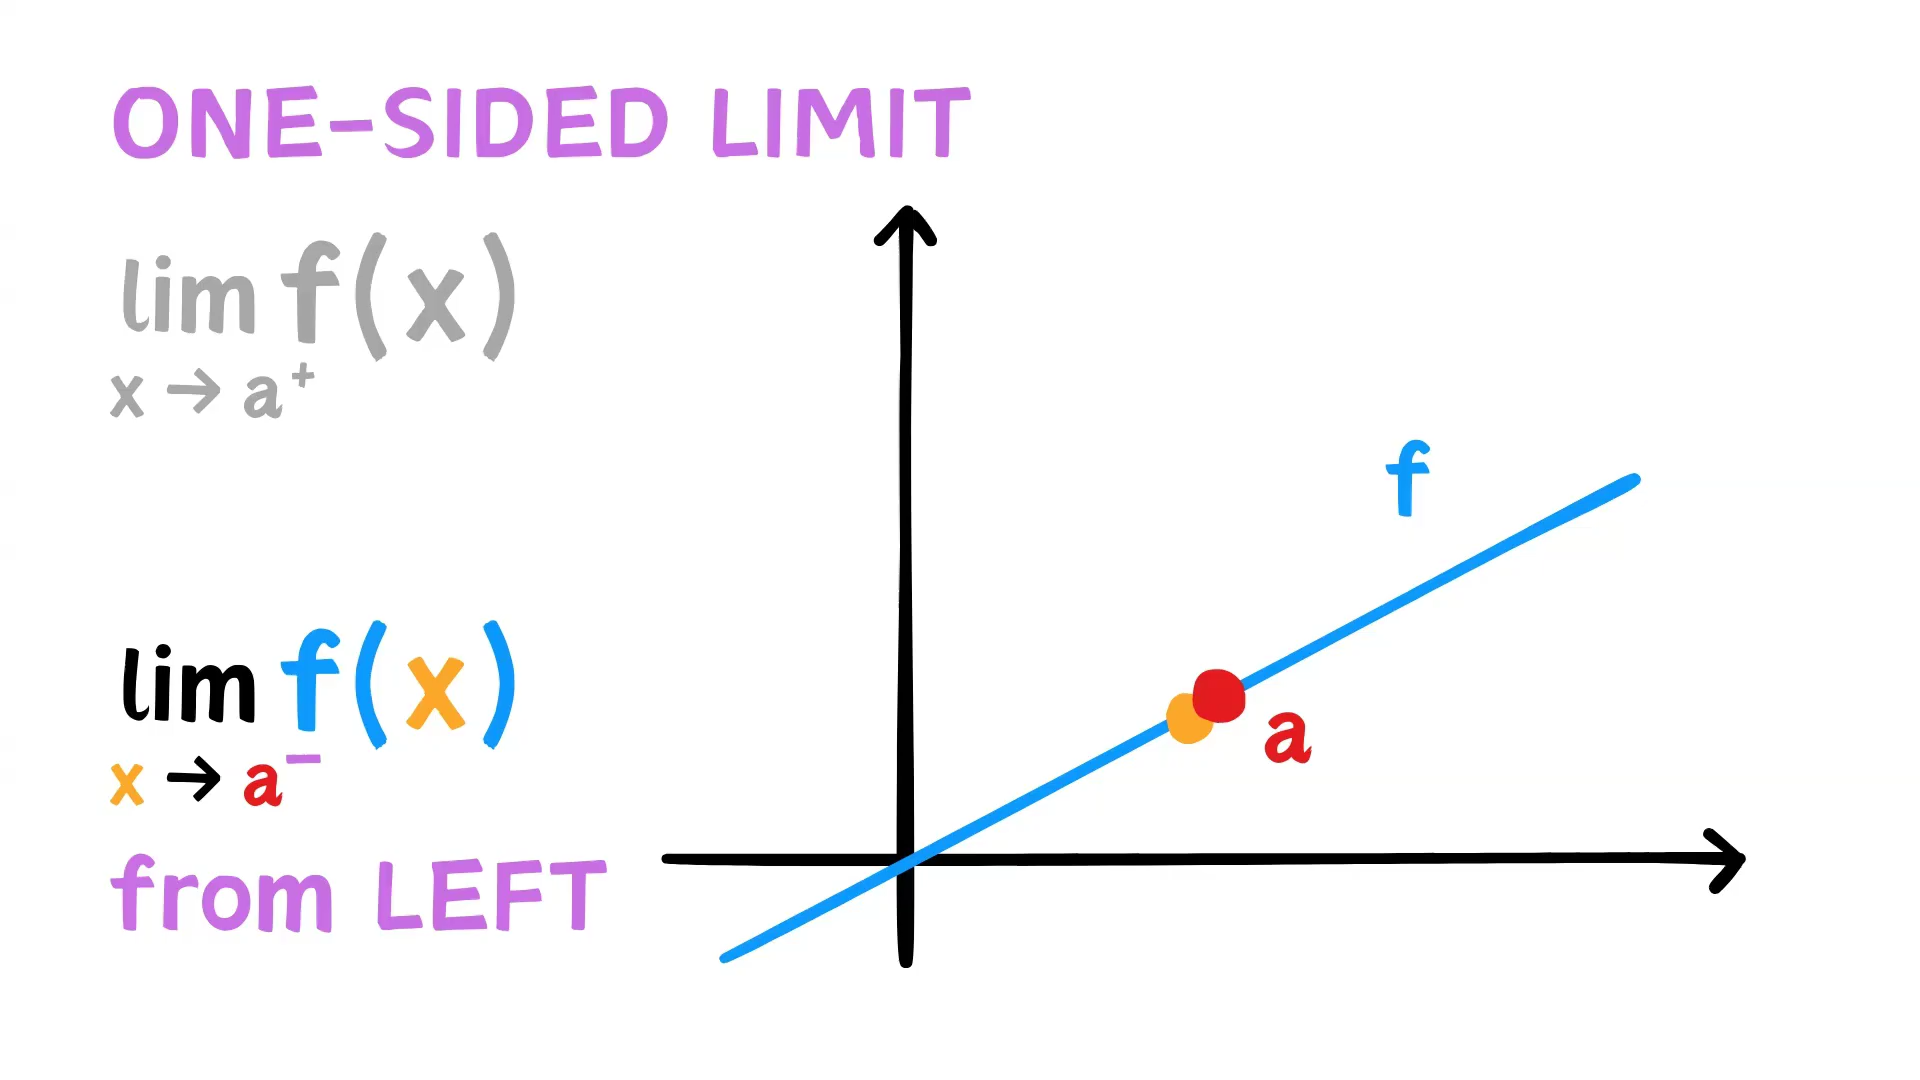 ONE-SIDED LIMIT
lim f(x)
x → a⁺
f
lim f(x)
x → a⁻
a
from LEFT